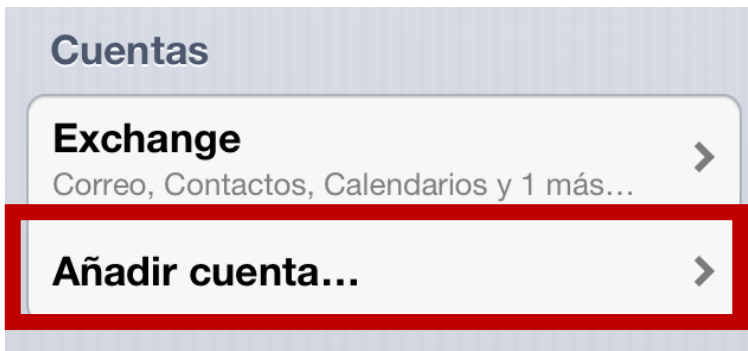 Cuentas
Exchange
Correo, Contactos, Calendarios y 1 más...
Añadir cuenta...